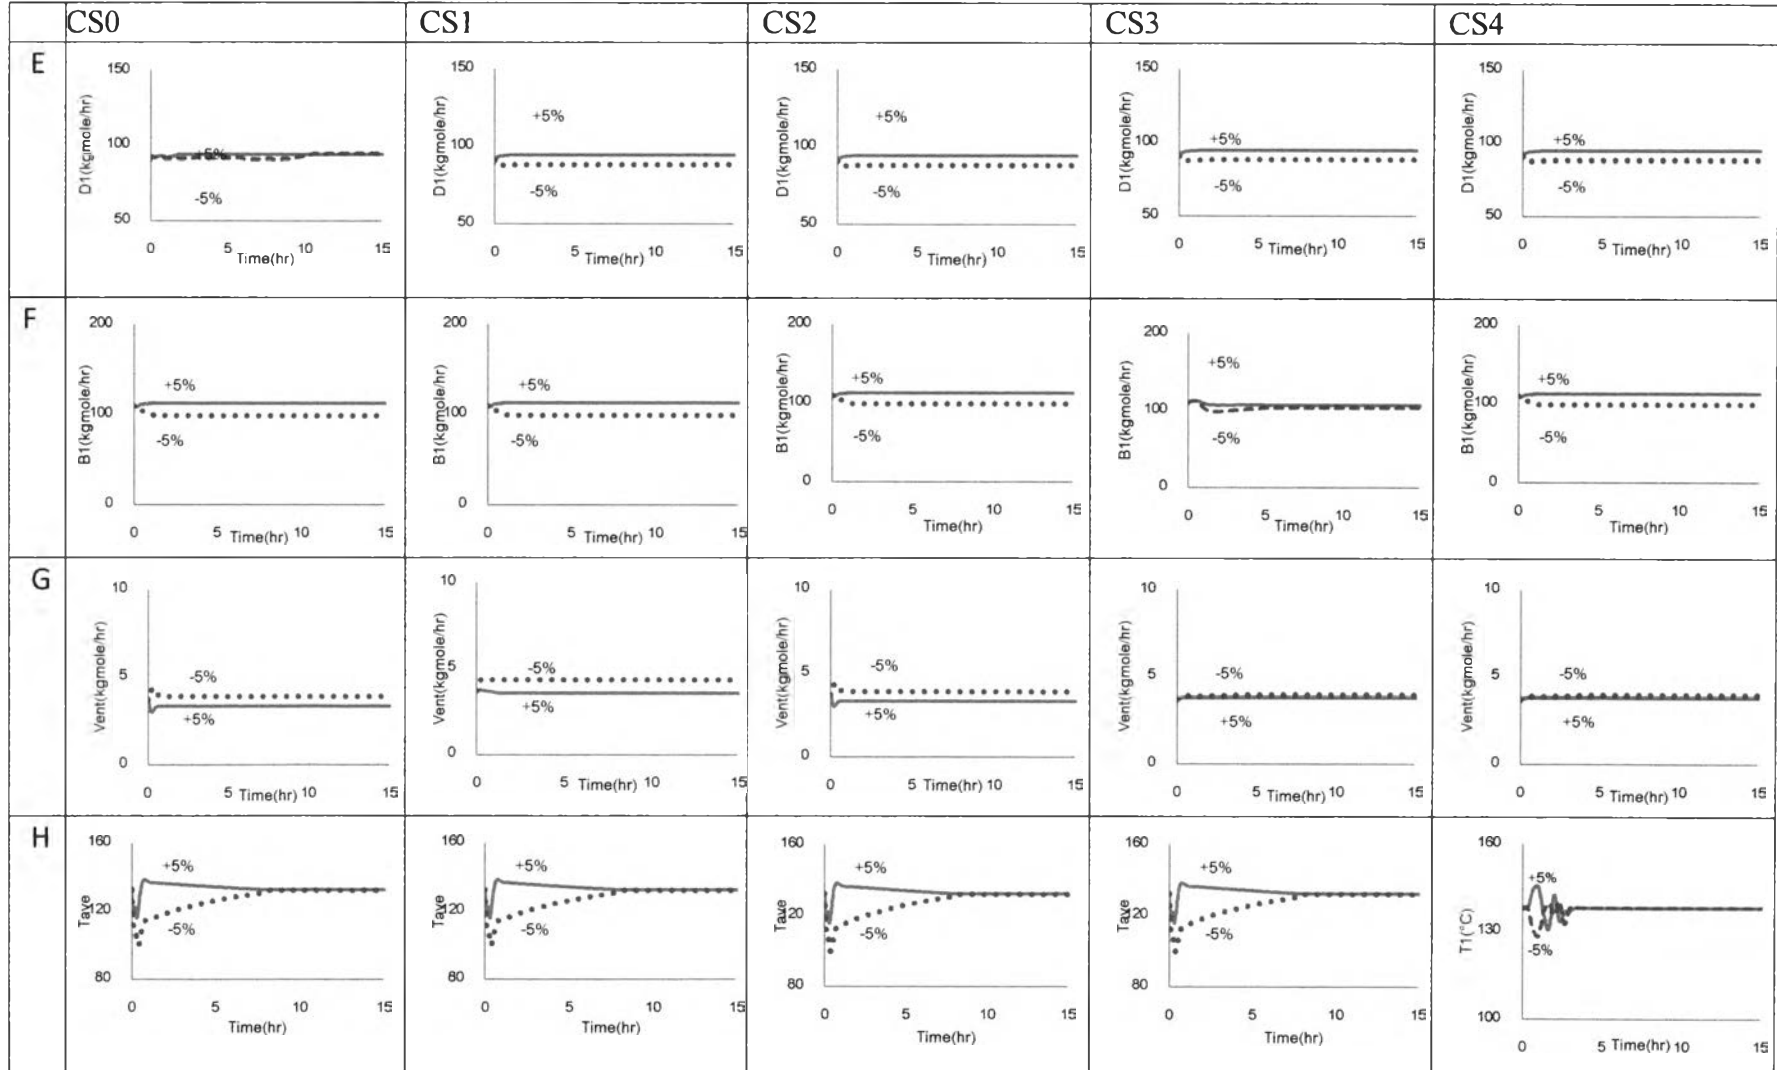 CS0 CS1 CS2 CS3 CS4
E
150
100
50
D1(kgmole/hr)
+5%
-5%
0 5 10 15
Time(hr)
150
100
50
D1(kgmole/hr)
+5%
-5%
0 5 Time(hr) 10 15
150
100
50
D1(kgmole/hr)
+5%
-5%
0 5 Time(hr) 10 15
150
100
50
D1(kgmole/hr)
+5%
-5%
0 5 Time(hr) 10 15
150
100
50
D1(kgmole/hr)
+5%
-5%
0 5 Time(hr) 10 15
F
200
100
0
B1(kgmole/hr)
+5%
-5%
0 5 Time(hr) 10 15
200
100
0
B1(kgmole/hr)
+5%
-5%
0 5 Time(hr) 10 15
200
100
0
B1(kgmole/hr)
+5%
-5%
0 5 10 15
Time(hr)
200
100
0
B1(kgmole/hr)
+5%
-5%
0 5 10 15
Time(hr)
200
100
0
B1(kgmole/hr)
+5%
-5%
0 5 10 15
Time(hr)
G
10
5
0
Vent(kgmole/hr)
-5%
+5%
0 5 Time(hr) 10 15
10
5
0
Vent(kgmole/hr)
-5%
+5%
0 5 10 15
Time(hr)
10
5
0
Vent(kgmole/hr)
-5%
+5%
0 5 Time(hr) 10 15
10
5
0
Vent(kgmole/hr)
-5%
+5%
0 5 Time(hr) 10 15
10
5
0
Vent(kgmole/hr)
-5%
+5%
0 5 Time(hr) 10 15
H
160
120
80
Tave
+5%
-5%
0 5 10 15
Time(hr)
160
120
80
Tave
+5%
-5%
0 5 10 15
Time(hr)
160
120
80
Tave
+5%
-5%
0 5 10 15
Time(hr)
160
120
80
Tave
+5%
-5%
0 5 10 15
Time(hr)
160
130
100
T1(°C)
+5%
-5%
0 5 Time(hr) 10 15